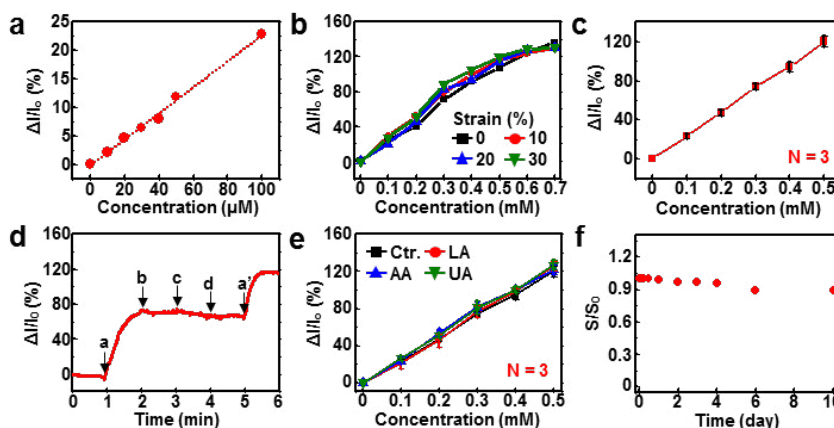 a
ΔI/I₀ (%)
25
20
15
10
5
0
0 20 40 60 80 100
Concentration (µM)
b
ΔI/I₀ (%)
160
120
80
40
0
Strain (%)
0 10
20 30
0 0.1 0.2 0.3 0.4 0.5 0.6 0.7
Concentration (mM)
c
ΔI/I₀ (%)
120
80
40
0
N = 3
0 0.1 0.2 0.3 0.4 0.5
Concentration (mM)
d
ΔI/I₀ (%)
160
120
80
40
0
a b c d a'
0 1 2 3 4 5 6
Time (min)
e
ΔI/I₀ (%)
160
120
80
40
0
Ctr. LA
AA UA
N = 3
0 0.1 0.2 0.3 0.4 0.5
Concentration (mM)
f
S/S₀
1.2
0.9
0.6
0.3
0
0 2 4 6 8 10
Time (day)